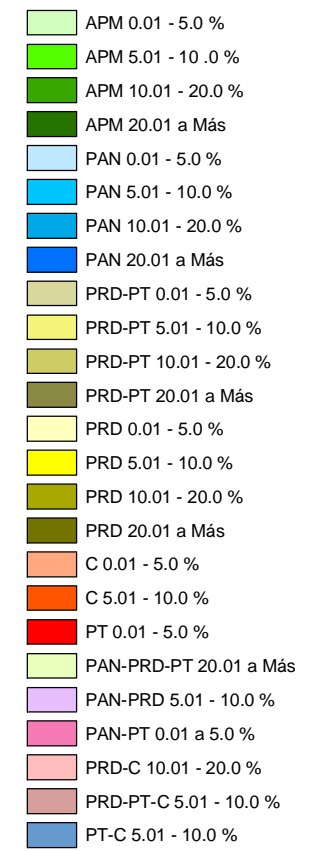 APM 0.01 - 5.0 %
APM 5.01 - 10 .0 %
APM 10.01 - 20.0 %
APM 20.01 a Más
PAN 0.01 - 5.0 %
PAN 5.01 - 10.0 %
PAN 10.01 - 20.0 %
PAN 20.01 a Más
PRD-PT 0.01 - 5.0 %
PRD-PT 5.01 - 10.0 %
PRD-PT 10.01 - 20.0 %
PRD-PT 20.01 a Más
PRD 0.01 - 5.0 %
PRD 5.01 - 10.0 %
PRD 10.01 - 20.0 %
PRD 20.01 a Más
C 0.01 - 5.0 %
C 5.01 - 10.0 %
PT 0.01 - 5.0 %
PAN-PRD-PT 20.01 a Más
PAN-PRD 5.01 - 10.0 %
PAN-PT 0.01 a 5.0 %
PRD-C 10.01 - 20.0 %
PRD-PT-C 5.01 - 10.0 %
PT-C 5.01 - 10.0 %